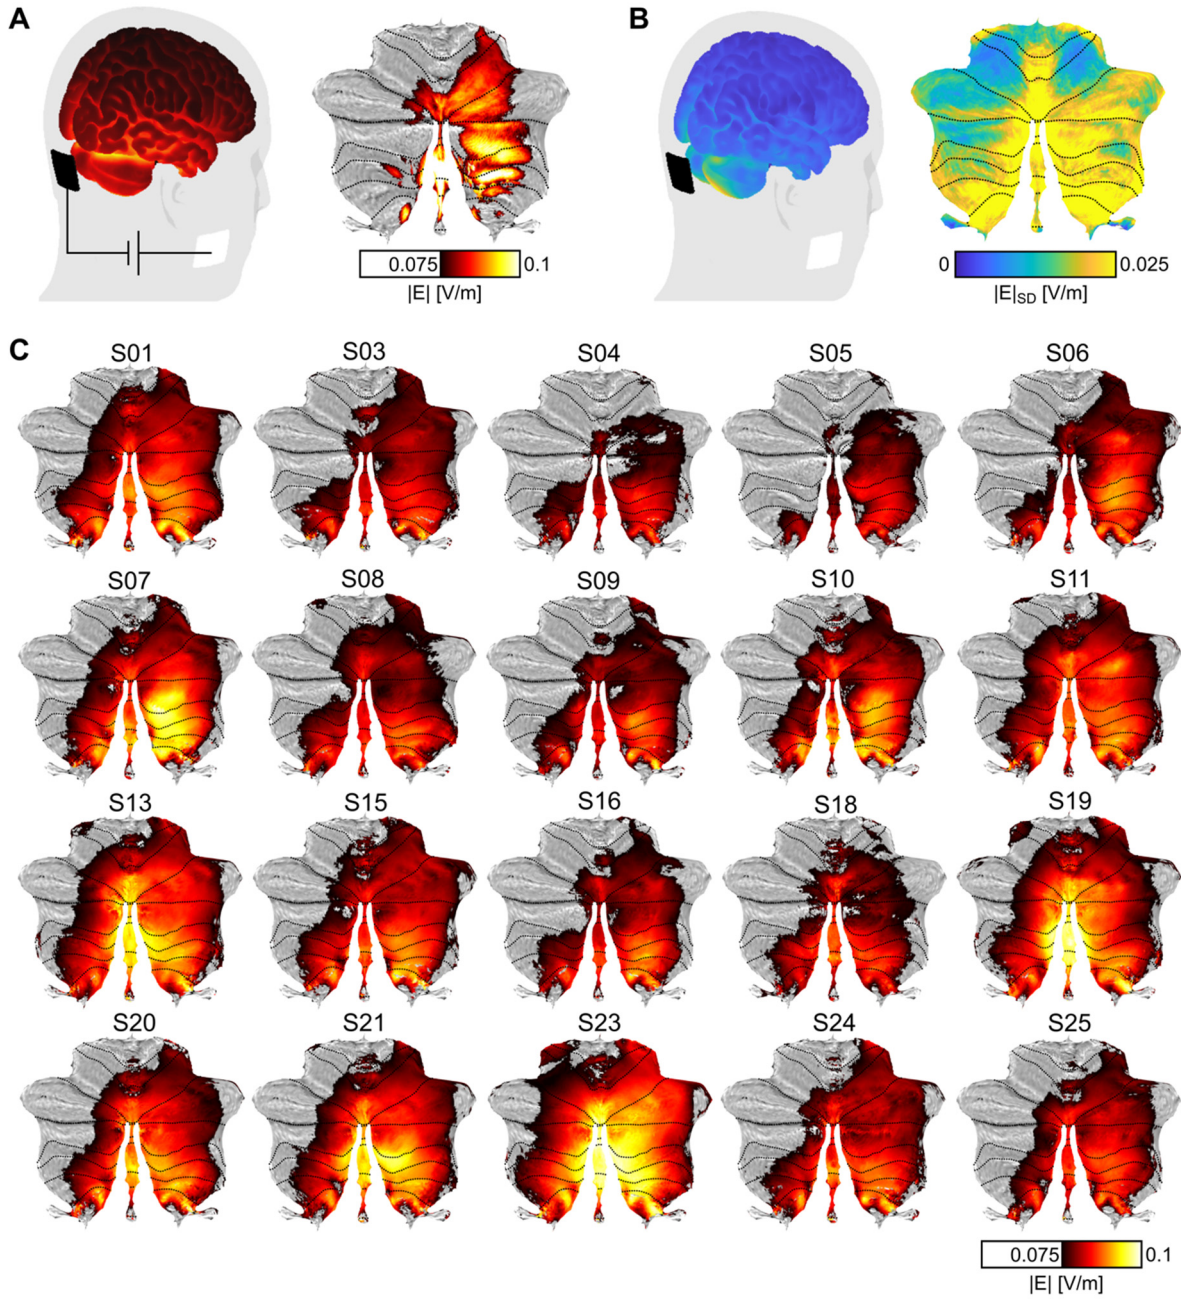 A
B
0.075 0.1
|E| [V/m]
0 0.025
|E|SD [V/m]
C
S01 S03 S04 S05 S06
S07 S08 S09 S10 S11
S13 S15 S16 S18 S19
S20 S21 S23 S24 S25
0.075 0.1
|E| [V/m]